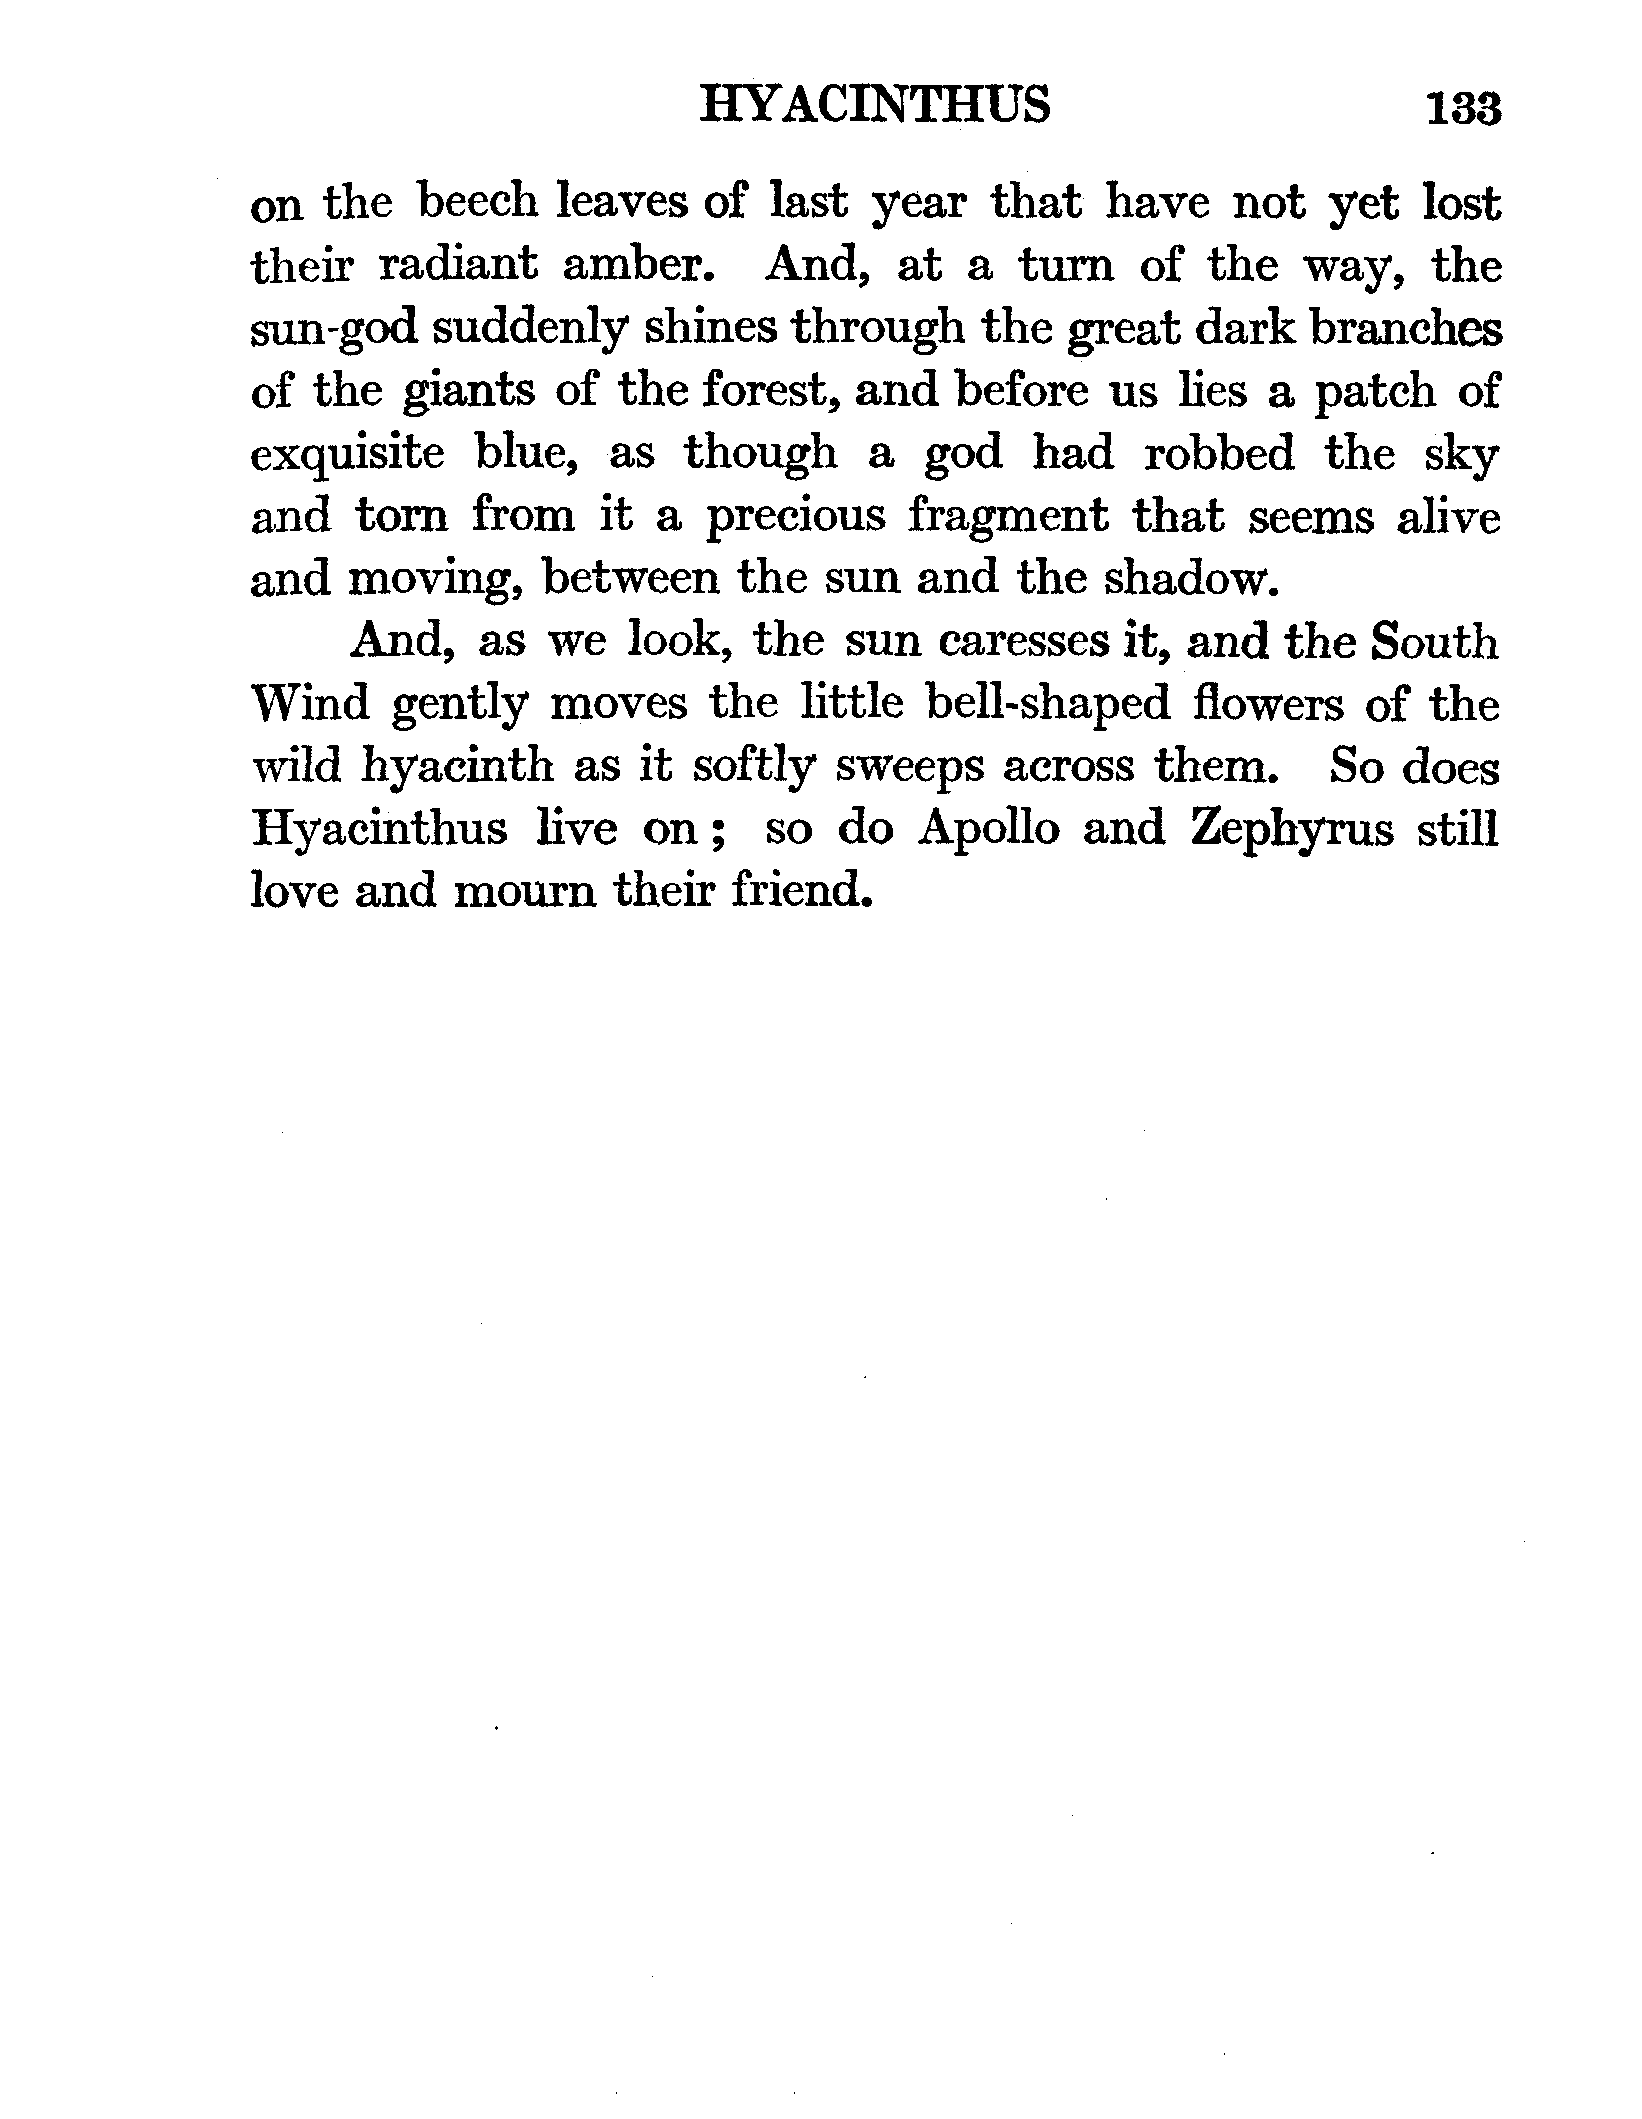 HYACINTHUS 133
on the beech leaves of last year that have not yet lost
their radiant amber. And, at a turn of the way, the
sun-god suddenly shines through the great dark branches
of the giants of the forest, and before us lies a patch of
exquisite blue, as though a god had robbed the sky
and torn from it a precious fragment that seems alive
and moving, between the sun and the shadow.
And, as we look, the sun caresses it, and the South
Wind gently moves the little bell-shaped flowers of the
wild hyacinth as it softly sweeps across them. So does
Hyacinthus live on ; so do Apollo and Zephyrus still
love and mourn their friend.